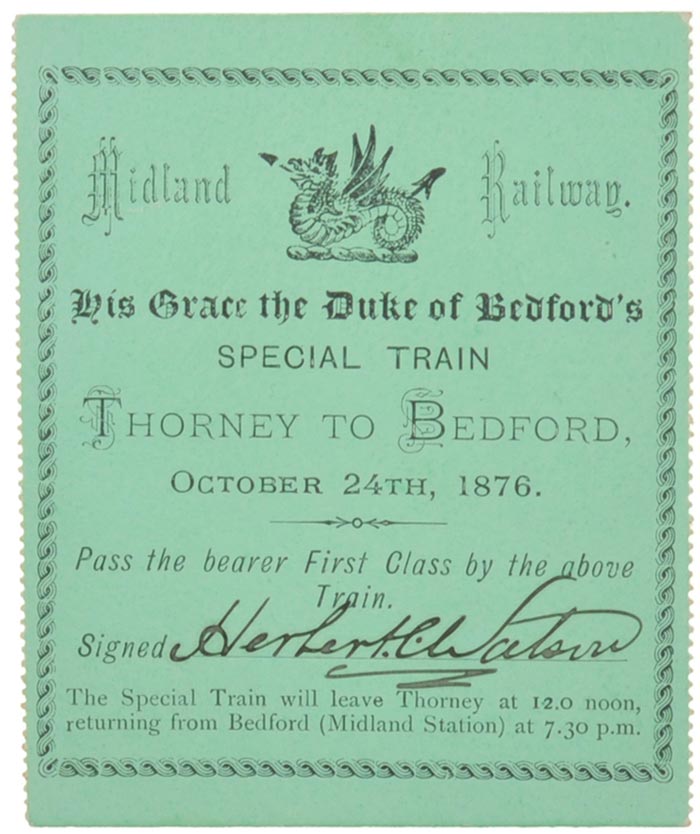 Midland Railway.
His Grace the Duke of Bedford's
SPECIAL TRAIN
THORNEY TO BEDFORD,
OCTOBER 24TH, 1876.
Pass the bearer First Class by the above
Train.
Signed Herbert. C. Watson
The Special Train will leave Thorney at 12.0 noon,
returning from Bedford (Midland Station) at 7.30 p.m.